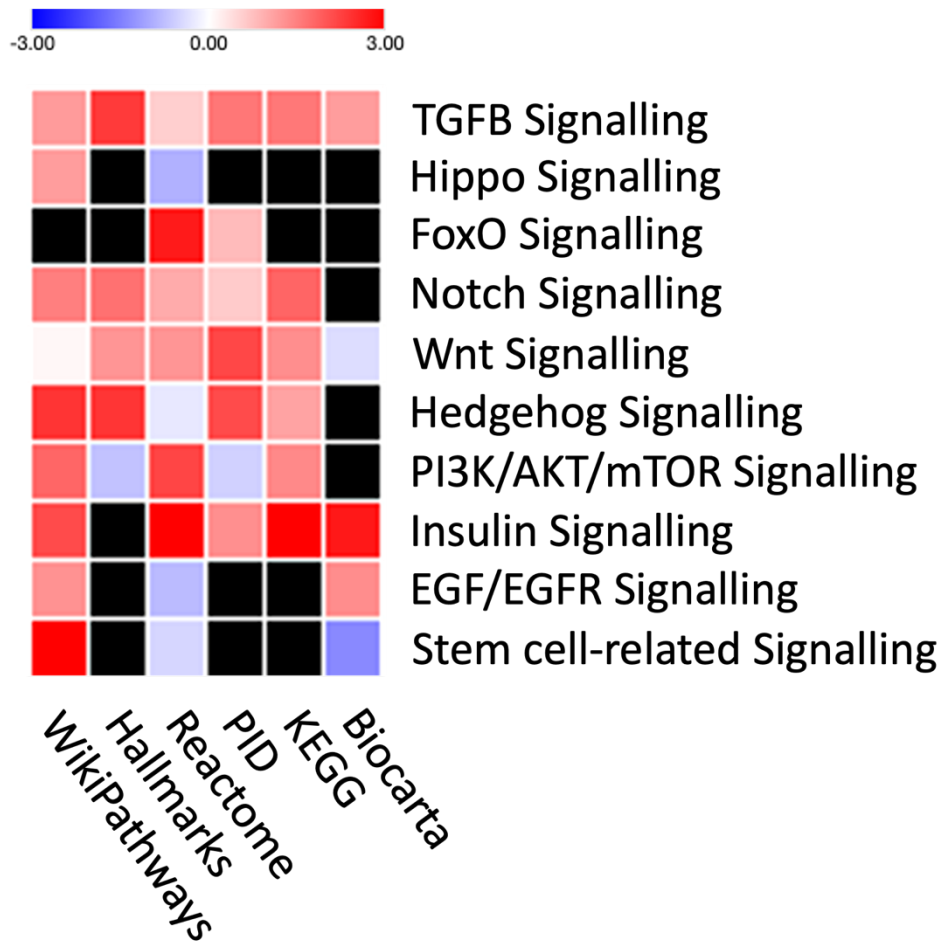 -3.00 0.00 3.00
TGFB Signalling
Hippo Signalling
FoxO Signalling
Notch Signalling
Wnt Signalling
Hedgehog Signalling
PI3K/AKT/mTOR Signalling
Insulin Signalling
EGF/EGFR Signalling
Stem cell-related Signalling
WikiPathways
Hallmarks
Reactome
PID
KEGG
Biocarta